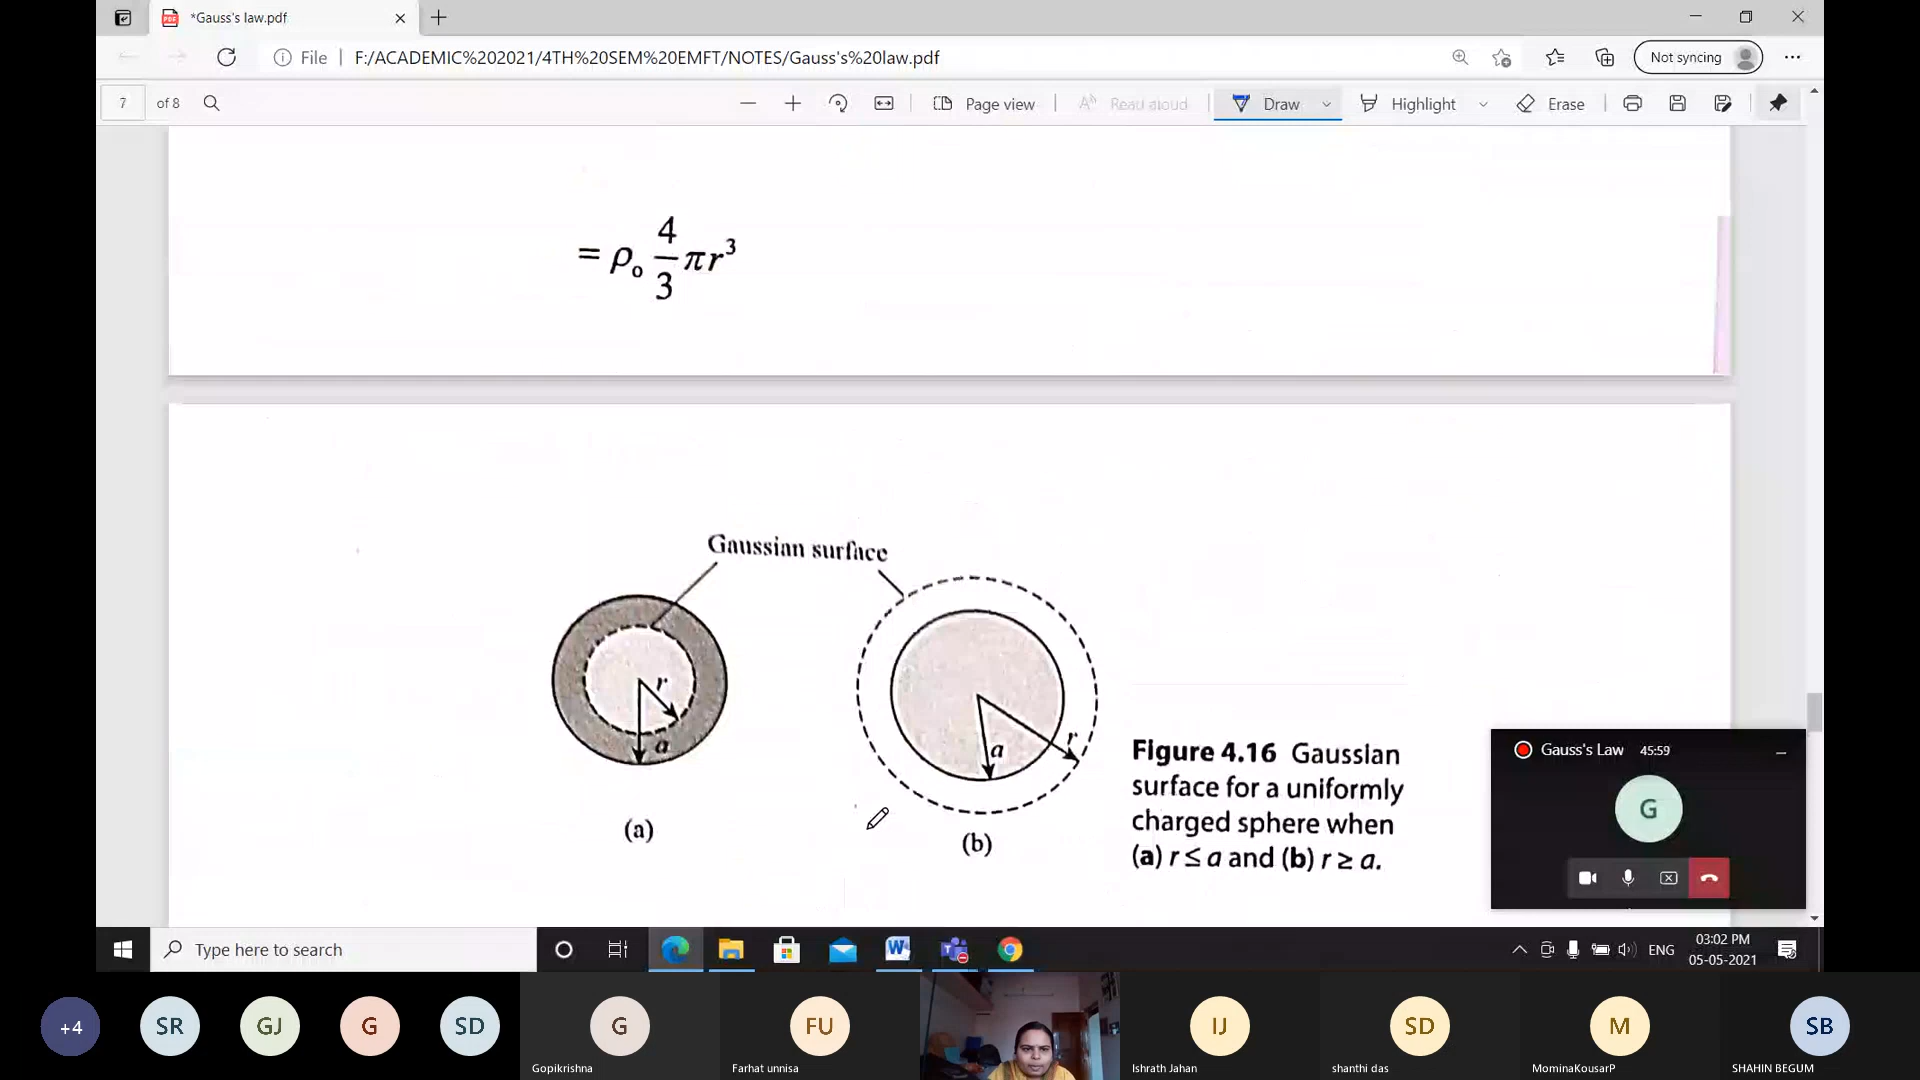 *Gauss's law.pdf
File F:/ACADEMIC%202021/4TH%20SEM%20EMFT/NOTES/Gauss's%20law.pdf
Not syncing
7 of 8
Page view
Read aloud
Draw
Highlight
Erase
= ρ₀ 4/3 πr³
Gaussian surface
r
a
a
r
(a)
(b)
Figure 4.16 Gaussian
surface for a uniformly
charged sphere when
(a) r ≤ a and (b) r ≥ a.
Gauss's Law 45:59
G
Type here to search
W
ENG
03:02 PM
05-05-2021
+4
SR
GJ
G
SD
G
FU
IJ
SD
M
SB
Gopikrishna
Farhat unnisa
Ishrath Jahan
shanthi das
MominaKousarP
SHAHIN BEGUM